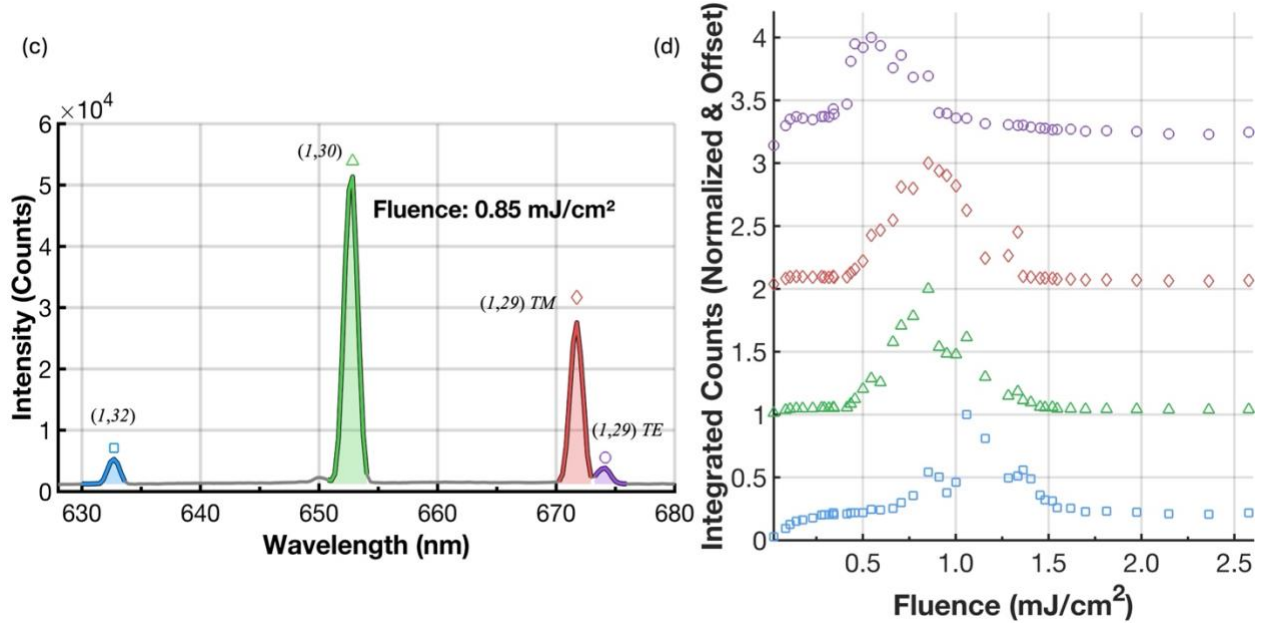 (c)
×10⁴
6
5
4
3
2
1
0
Intensity (Counts)
(1,30)
Fluence: 0.85 mJ/cm²
(1,29) TM
(1,32)
(1,29) TE
630 640 650 660 670 680
Wavelength (nm)
(d)
Integrated Counts (Normalized & Offset)
4
3.5
3
2.5
2
1.5
1
0.5
0
0.5 1.0 1.5 2.0 2.5
Fluence (mJ/cm²)